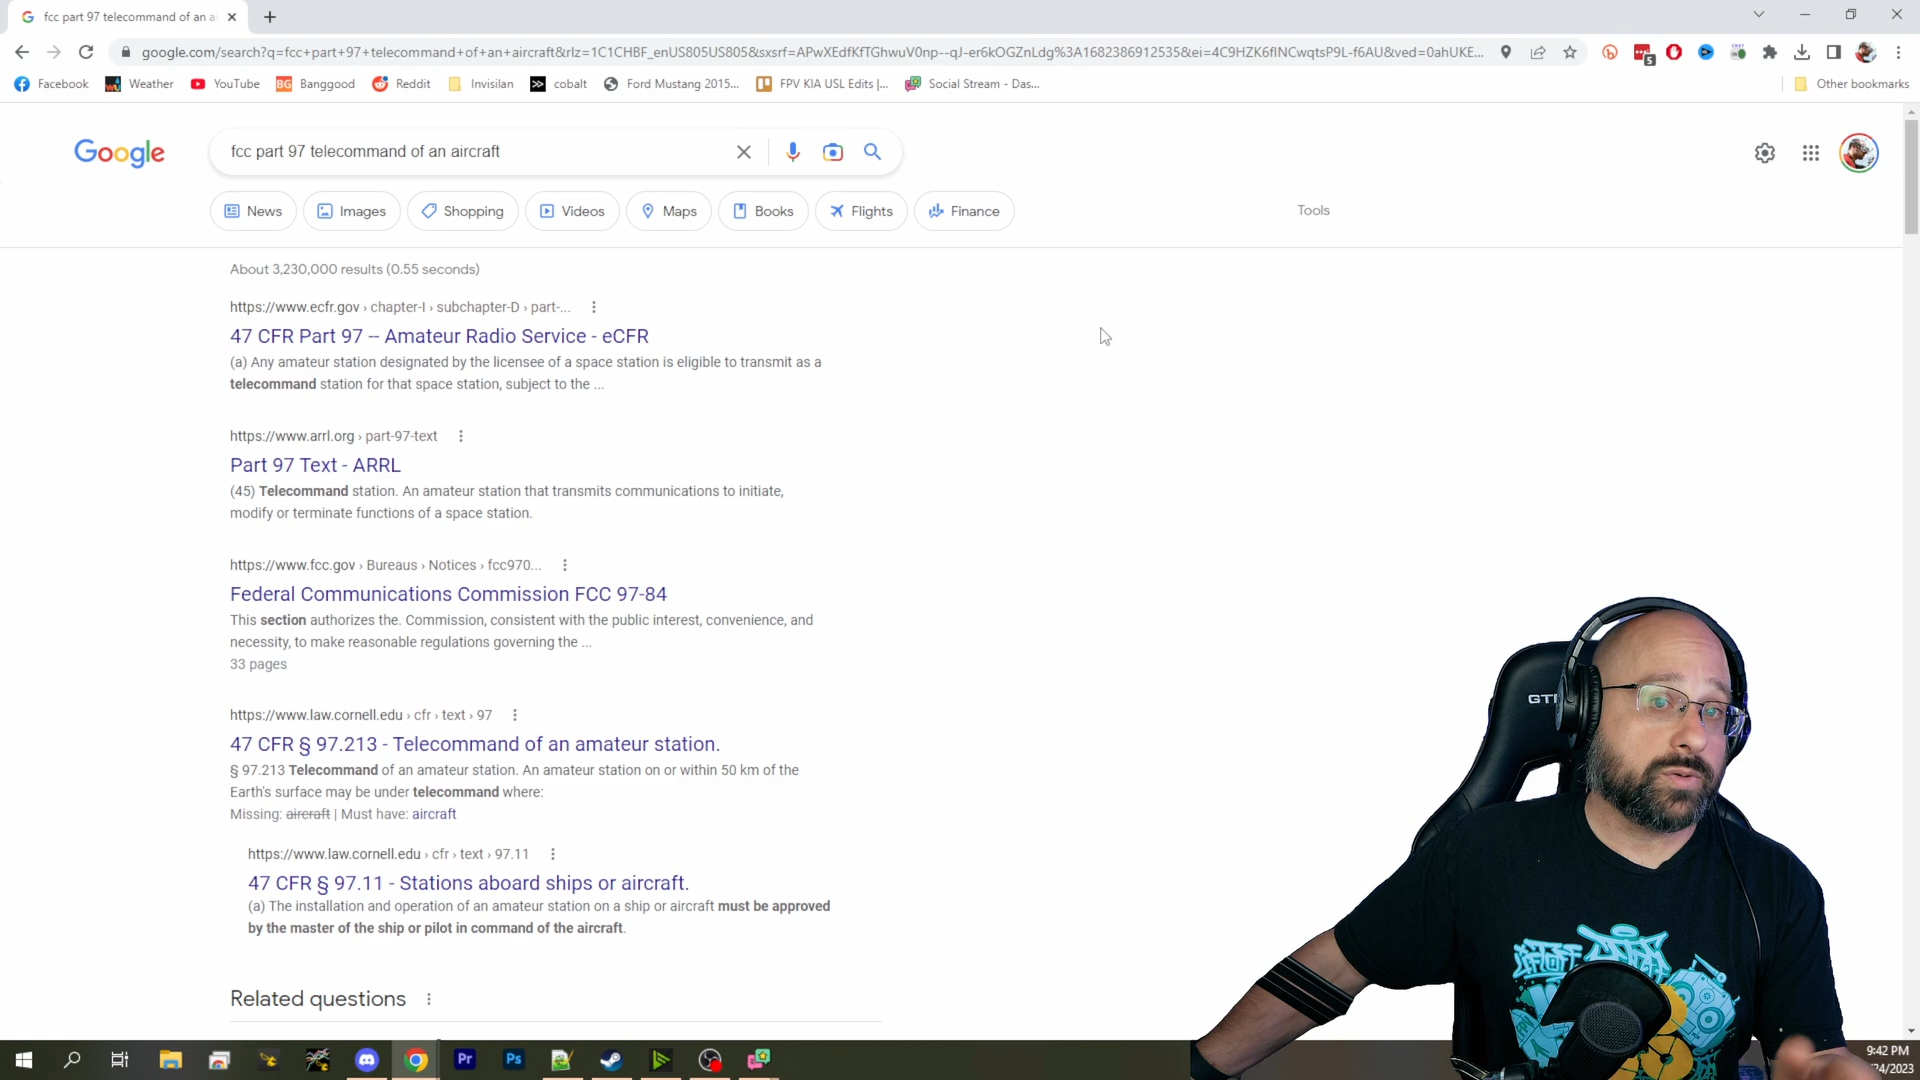 fcc part 97 telecommand of an a
google.com/search?q=fcc+part+97+telecommand+of+an+aircraft&rlz=1C1CHBF_enUS805US805&sxsrf=APwXEdfKfTGhwuV0np--qJ-er6kOGZnLdg%3A1682386912535&ei=4C9HZK6fINCwqtsP9L-f6AU&ved=0ahUKE...
5
Facebook
Weather
YouTube
BG Banggood
Reddit
Invisilan
cobalt
Ford Mustang 2015...
FPV KIA USL Edits |...
Social Stream - Das...
Other bookmarks
Google
fcc part 97 telecommand of an aircraft
News
Images
Shopping
Videos
Maps
Books
Flights
Finance
Tools
About 3,230,000 results (0.55 seconds)
https://www.ecfr.gov › chapter-I › subchapter-D › part-...
47 CFR Part 97 -- Amateur Radio Service - eCFR
(a) Any amateur station designated by the licensee of a space station is eligible to transmit as a
telecommand station for that space station, subject to the ...
https://www.arrl.org › part-97-text
Part 97 Text - ARRL
(45) Telecommand station. An amateur station that transmits communications to initiate,
modify or terminate functions of a space station.
https://www.fcc.gov › Bureaus › Notices › fcc970...
Federal Communications Commission FCC 97-84
This section authorizes the. Commission, consistent with the public interest, convenience, and
necessity, to make reasonable regulations governing the ...
33 pages
https://www.law.cornell.edu › cfr › text › 97
47 CFR § 97.213 - Telecommand of an amateur station.
§ 97.213 Telecommand of an amateur station. An amateur station on or within 50 km of the
Earth's surface may be under telecommand where:
Missing: aircraft | Must have: aircraft
https://www.law.cornell.edu › cfr › text › 97.11
47 CFR § 97.11 - Stations aboard ships or aircraft.
(a) The installation and operation of an amateur station on a ship or aircraft must be approved
by the master of the ship or pilot in command of the aircraft.
Related questions
Pr
Ps
9:42 PM
/24/2023